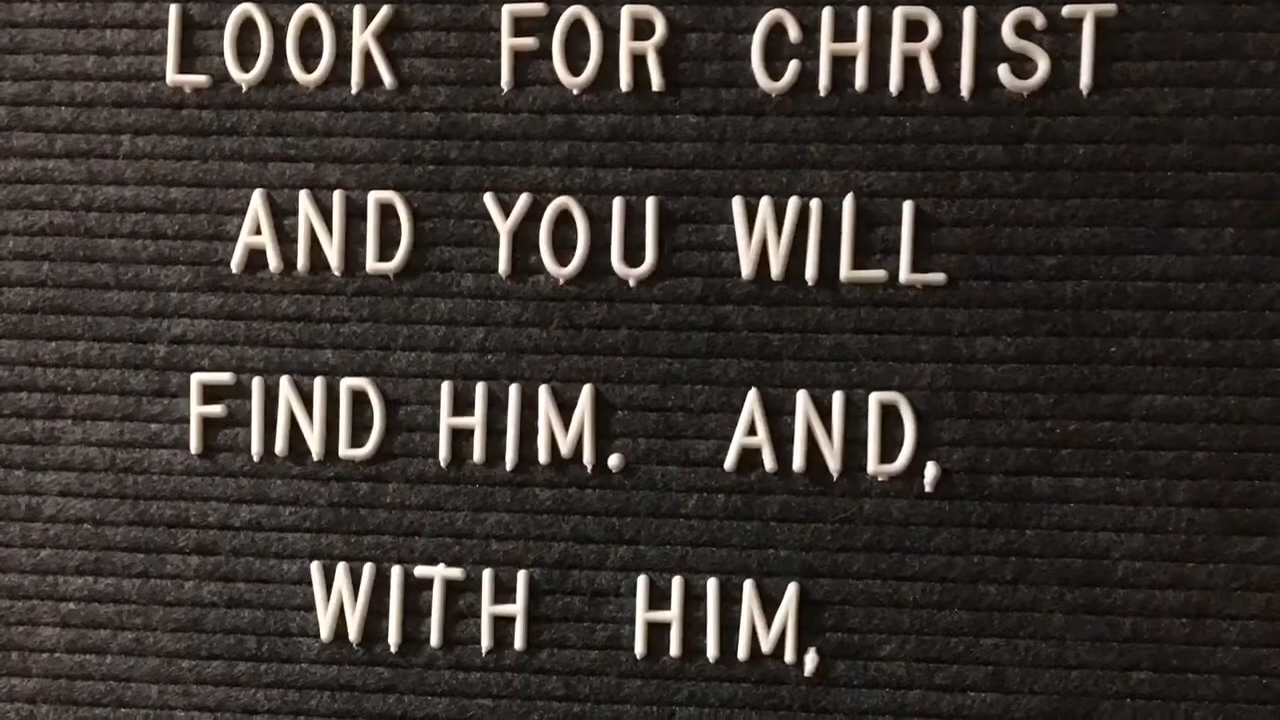 LOOK FOR CHRIST
AND YOU WILL
FIND HIM. AND,
WITH HIM,